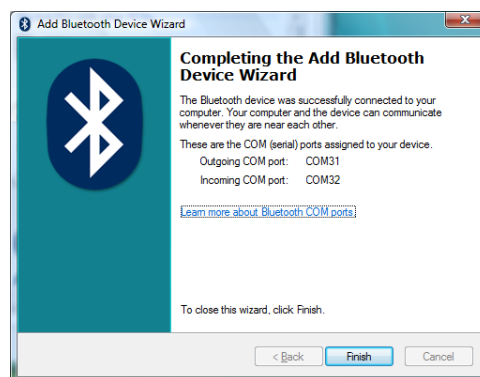 Add Bluetooth Device Wizard
Completing the Add Bluetooth
Device Wizard
The Bluetooth device was successfully connected to your
computer. Your computer and the device can communicate
whenever they are near each other.
These are the COM (serial) ports assigned to your device.
Outgoing COM port: COM31
Incoming COM port: COM32
Learn more about Bluetooth COM ports.
To close this wizard, click Finish.
< Back Finish Cancel